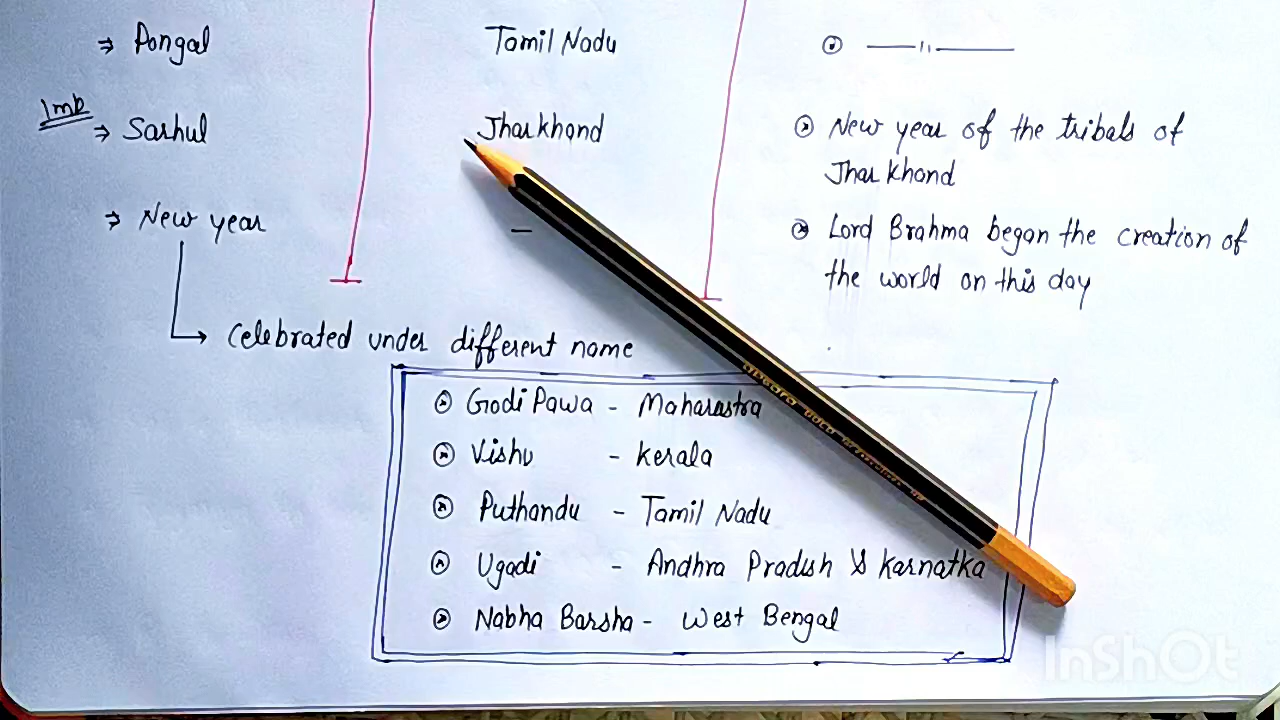 ⇒ Pongal Tamil Nadu —〃—
Imp
⇒ Sarhul Jharkhand New year of the tribals of
Jharkhand
⇒ New year – Lord Brahma began the creation of
the world on this day
→ Celebrated under different name
Godi Pawa - Maharastra
Vishu - Kerala
Puthandu - Tamil Nadu
Ugadi - Andhra Pradesh & Karnatka
Nabha Barsha - West Bengal
InShOt